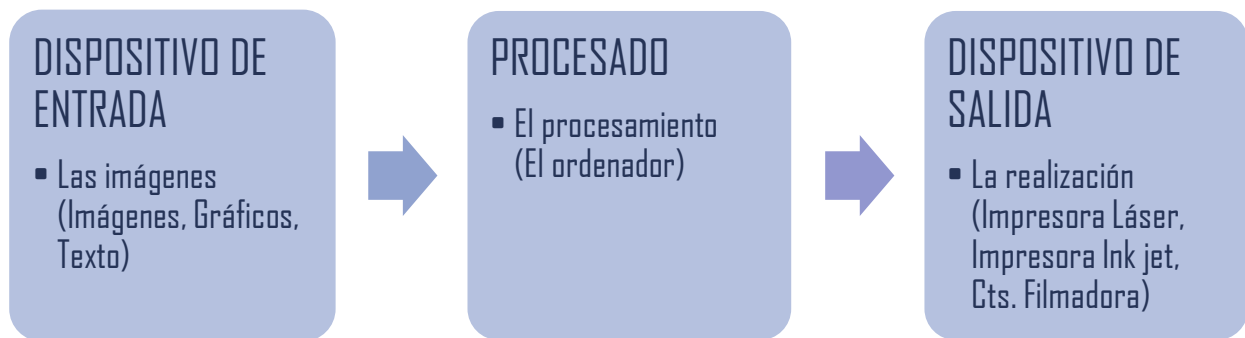 DISPOSITIVO DE
ENTRADA
▪ Las imágenes
(Imágenes, Gráficos,
Texto)
PROCESADO
▪ El procesamiento
(El ordenador)
DISPOSITIVO DE
SALIDA
▪ La realización
(Impresora Láser,
Impresora Ink jet,
Cts. Filmadora)